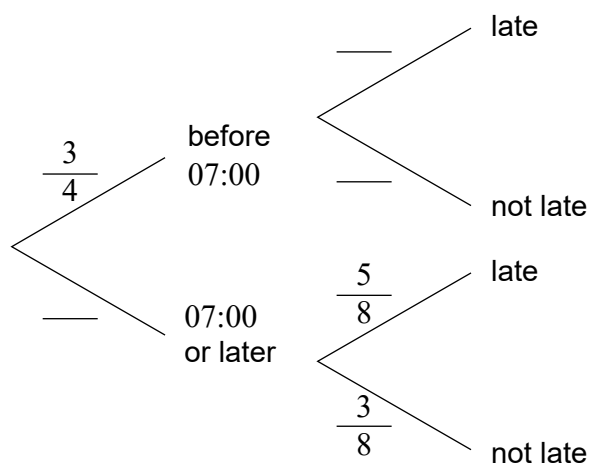 late
3
4
before
07:00
not late
07:00
or later
5
8
late
3
8
not late